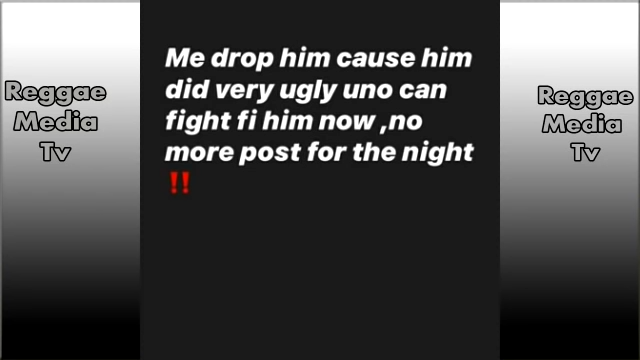 Me drop him cause him
did very ugly uno can
fight fi him now ,no
more post for the night
‼️
Reggae
Media
Tv
Reggae
Media
Tv